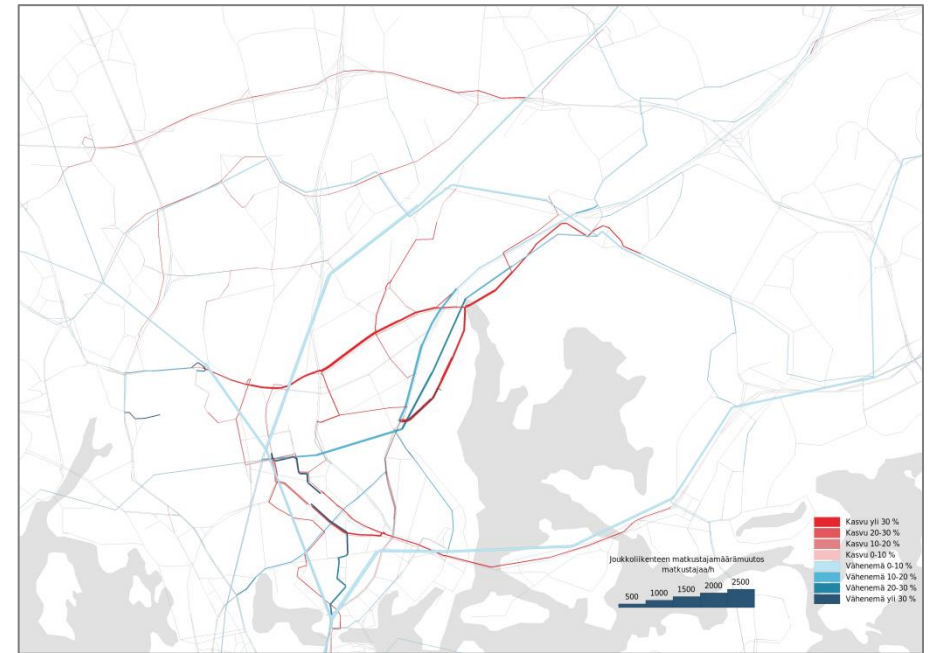 Kasvu yli 30 %
Kasvu 20-30 %
Kasvu 10-20 %
Kasvu 0-10 %
Vähenemä 0-10 %
Vähenemä 10-20 %
Vähenemä 20-30 %
Vähenemä yli 30 %
Joukkoliikenteen matkustajamäärämuutos
matkustajaa/h
500 1000 1500 2000 2500